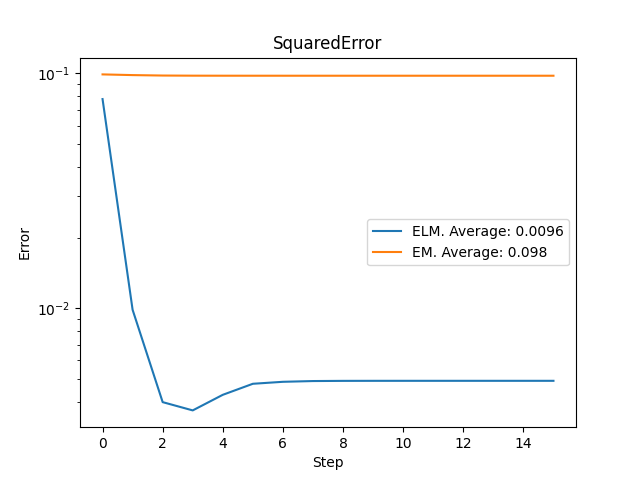 SquaredError
10⁻¹
10⁻²
Error
ELM. Average: 0.0096
EM. Average: 0.098
0 2 4 6 8 10 12 14
Step